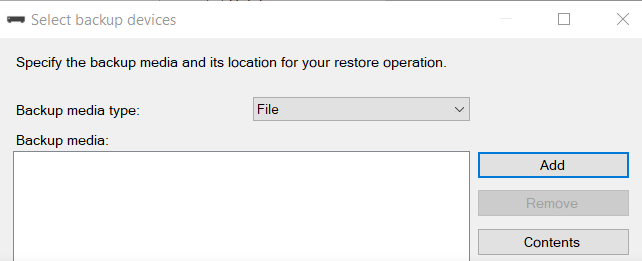 Select backup devices
Specify the backup media and its location for your restore operation.
Backup media type:
File
Backup media:
Add
Remove
Contents